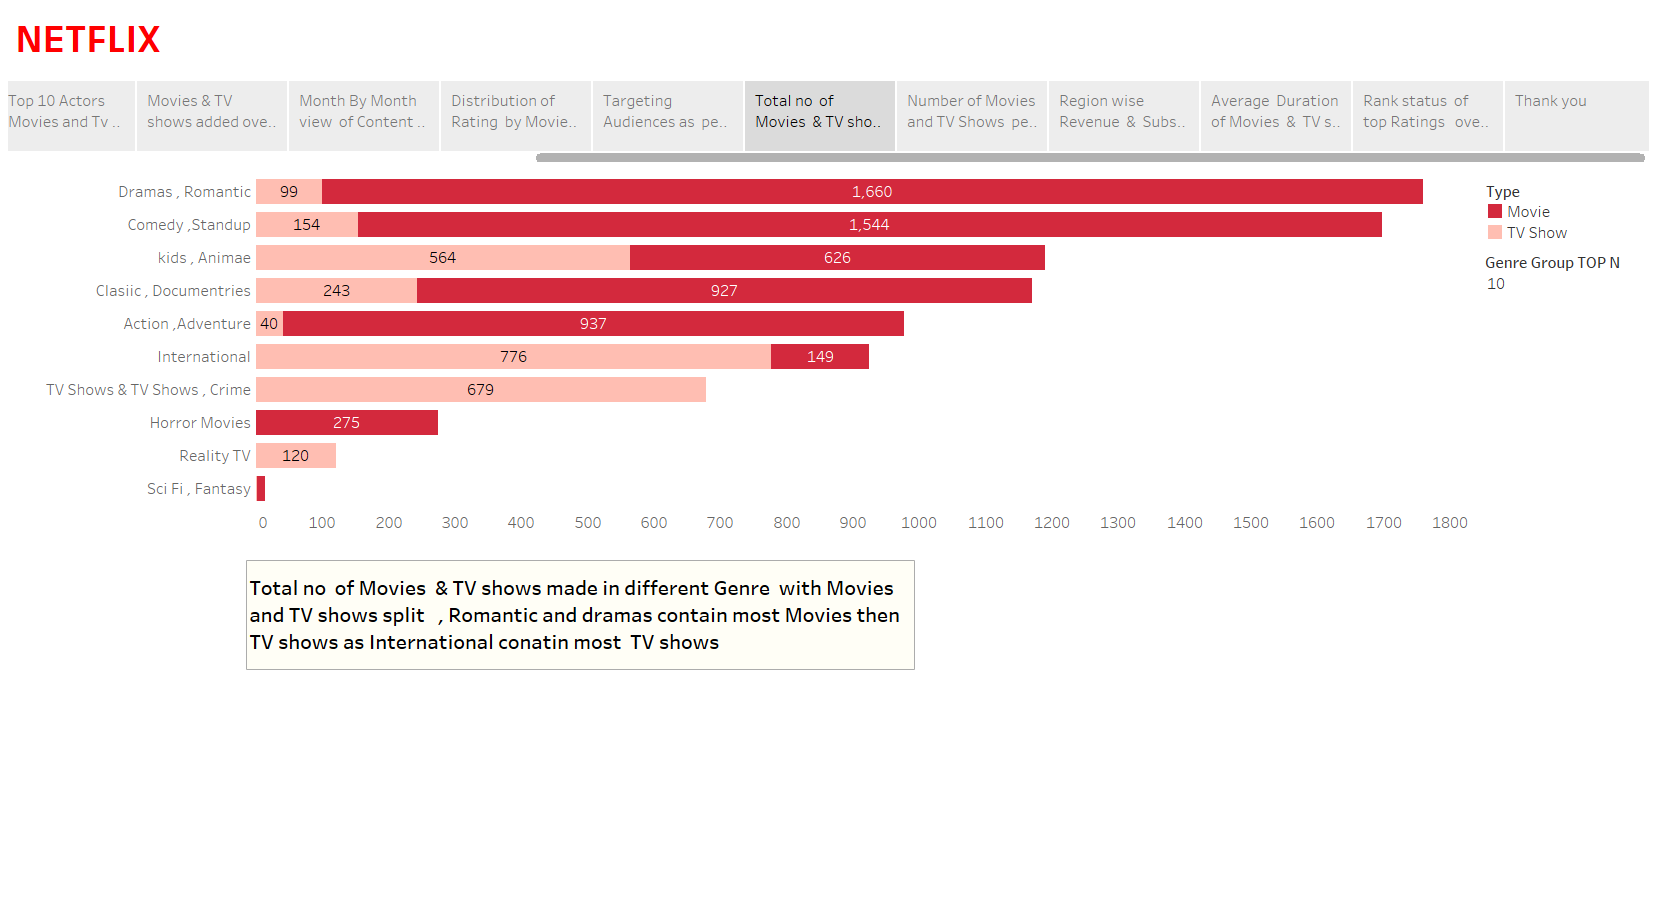 NETFLIX
Top 10 Actors
Movies and Tv ..
Movies & TV
shows added ove..
Month By Month
view of Content ..
Distribution of
Rating by Movie..
Targeting
Audiences as pe..
Total no of
Movies & TV sho..
Number of Movies
and TV Shows pe..
Region wise
Revenue & Subs..
Average Duration
of Movies & TV s..
Rank status of
top Ratings ove..
Thank you
Dramas , Romantic 99 1,660
Comedy ,Standup 154 1,544
kids , Animae 564 626
Clasiic , Documentries 243 927
Action ,Adventure 40 937
International 776 149
TV Shows & TV Shows , Crime 679
Horror Movies 275
Reality TV 120
Sci Fi , Fantasy
0 100 200 300 400 500 600 700 800 900 1000 1100 1200 1300 1400 1500 1600 1700 1800
Type
Movie
TV Show
Genre Group TOP N
10
Total no of Movies & TV shows made in different Genre with Movies
and TV shows split , Romantic and dramas contain most Movies then
TV shows as International conatin most TV shows